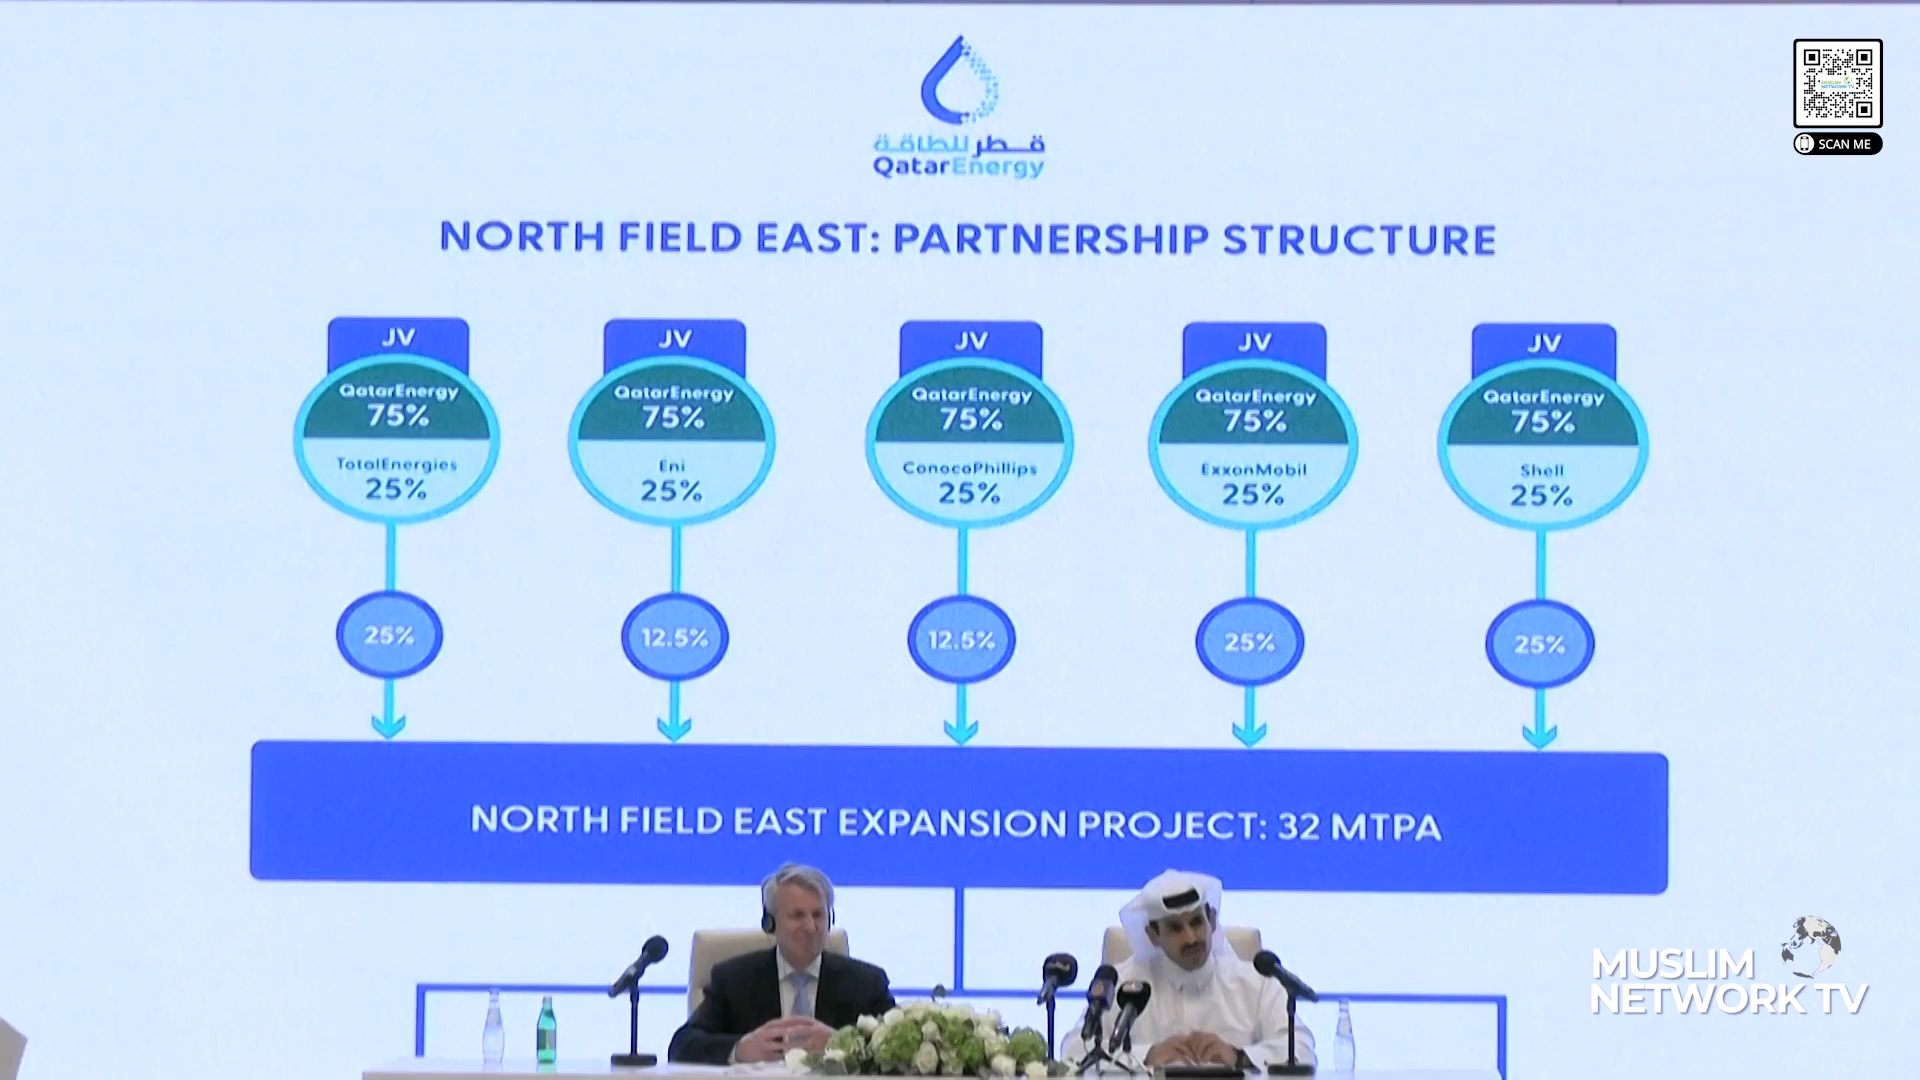 قطر للطاقة
QatarEnergy
SCAN ME
NORTH FIELD EAST: PARTNERSHIP STRUCTURE
JV
QatarEnergy
75%
TotalEnergies
25%
25%
JV
QatarEnergy
75%
Eni
25%
12.5%
JV
QatarEnergy
75%
ConocoPhillips
25%
12.5%
JV
QatarEnergy
75%
ExxonMobil
25%
25%
JV
QatarEnergy
75%
Shell
25%
25%
NORTH FIELD EAST EXPANSION PROJECT: 32 MTPA
MUSLIM
NETWORK TV